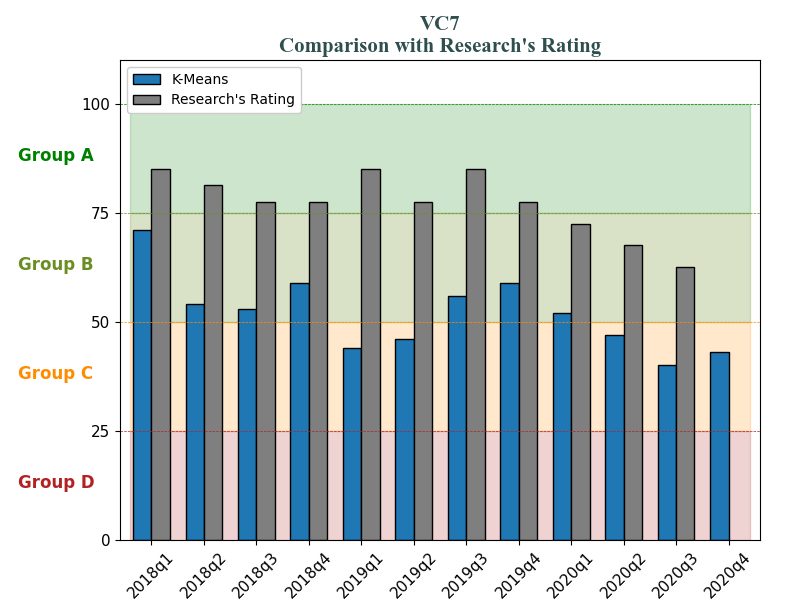 VC7
Comparison with Research's Rating
K-Means
Research's Rating
100
Group A
75
Group B
50
Group C
25
Group D
0
2018q1 2018q2 2018q3 2018q4 2019q1 2019q2 2019q3 2019q4 2020q1 2020q2 2020q3 2020q4